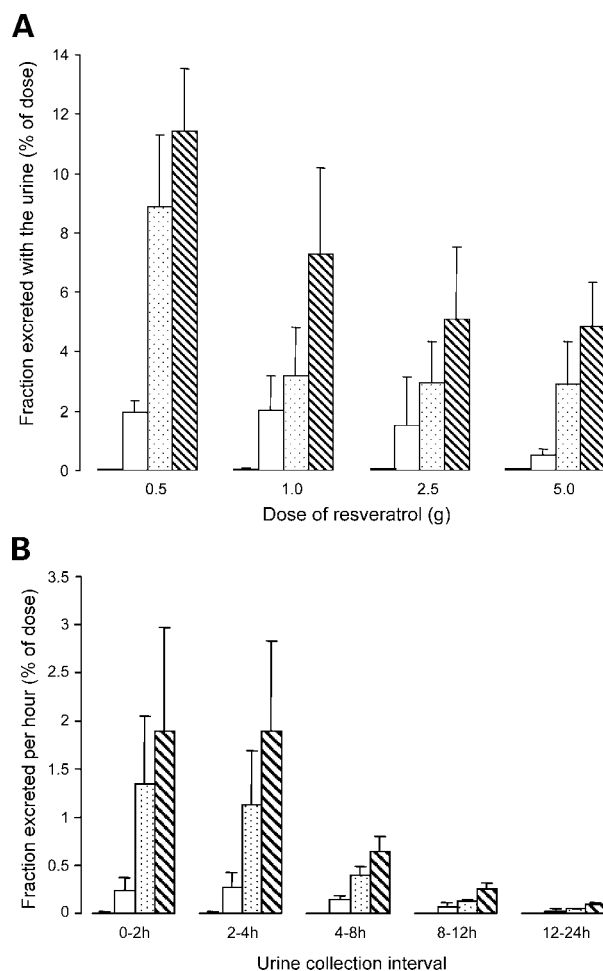 A
Fraction excreted with the urine (% of dose)
14
12
10
8
6
4
2
0
0.5 1.0 2.5 5.0
Dose of resveratrol (g)
B
Fraction excreted per hour (% of dose)
3.5
3
2.5
2
1.5
1
0.5
0
0-2h 2-4h 4-8h 8-12h 12-24h
Urine collection interval